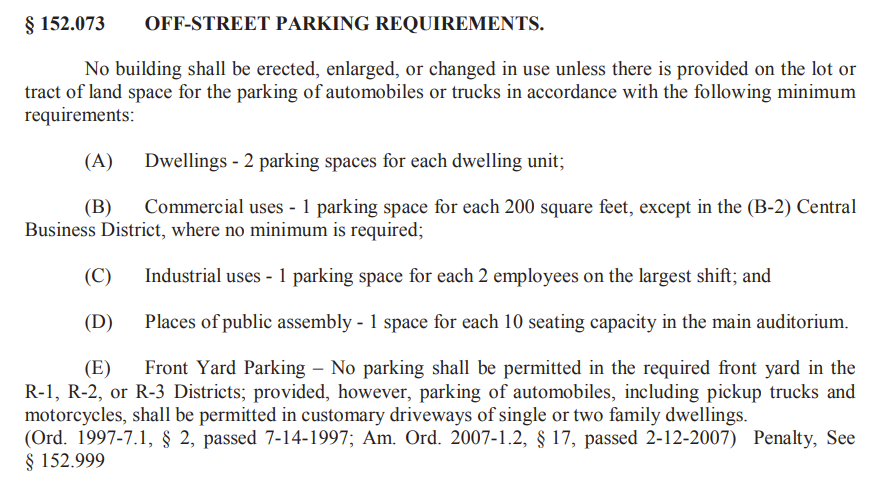 § 152.073 OFF-STREET PARKING REQUIREMENTS.
No building shall be erected, enlarged, or changed in use unless there is provided on the lot or
tract of land space for the parking of automobiles or trucks in accordance with the following minimum
requirements:
(A) Dwellings - 2 parking spaces for each dwelling unit;
(B) Commercial uses - 1 parking space for each 200 square feet, except in the (B-2) Central
Business District, where no minimum is required;
(C) Industrial uses - 1 parking space for each 2 employees on the largest shift; and
(D) Places of public assembly - 1 space for each 10 seating capacity in the main auditorium.
(E) Front Yard Parking – No parking shall be permitted in the required front yard in the
R-1, R-2, or R-3 Districts; provided, however, parking of automobiles, including pickup trucks and
motorcycles, shall be permitted in customary driveways of single or two family dwellings.
(Ord. 1997-7.1, § 2, passed 7-14-1997; Am. Ord. 2007-1.2, § 17, passed 2-12-2007) Penalty, See
§ 152.999